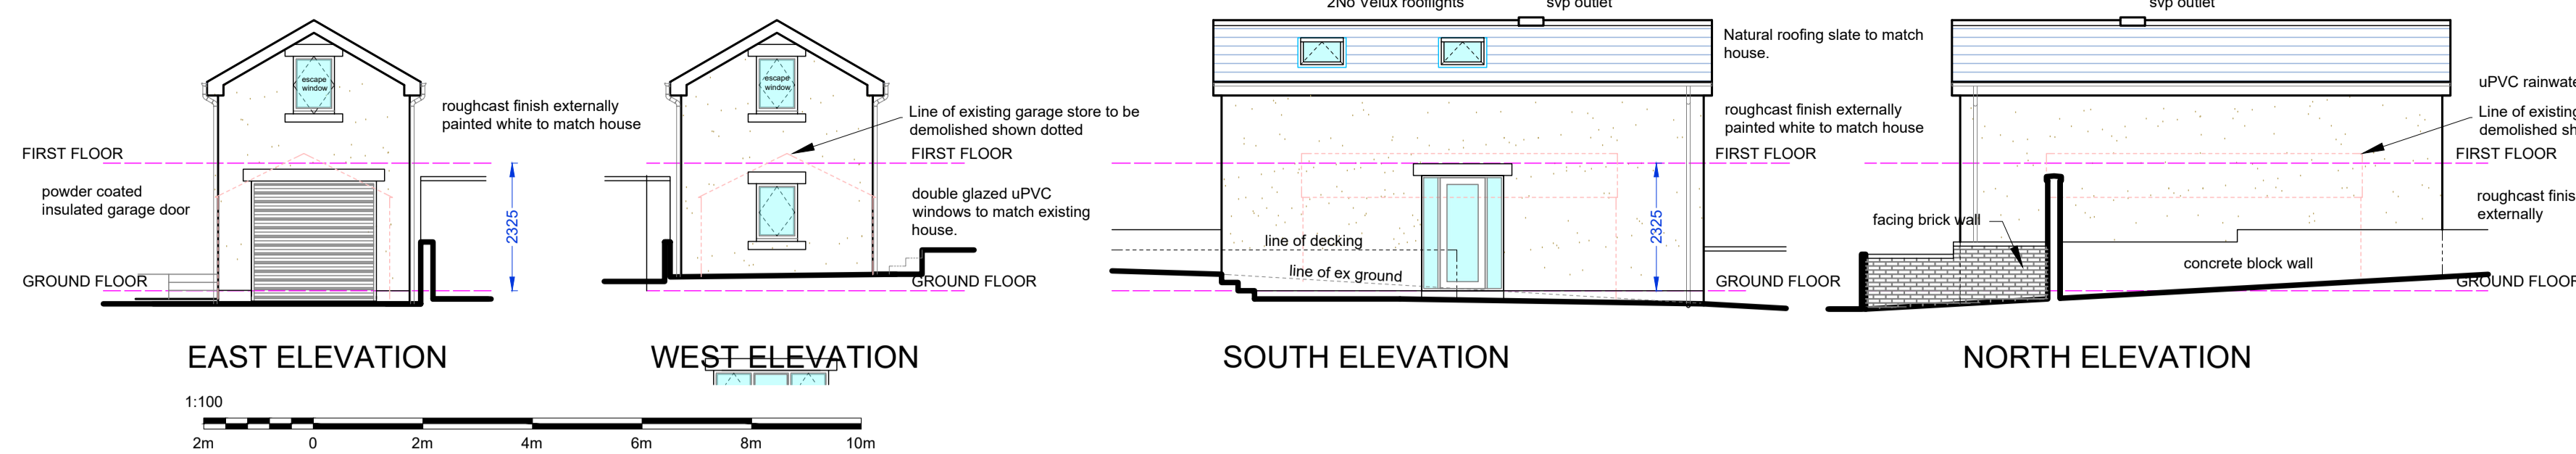 2No Velux rooflights
svp outlet
svp outlet
escape
window
escape
window
Natural roofing slate to match
house.
roughcast finish externally
painted white to match house
Line of existing garage store to be
demolished shown dotted
roughcast finish externally
painted white to match house
uPVC rainwate
Line of existing
demolished sh
FIRST FLOOR
FIRST FLOOR
FIRST FLOOR
FIRST FLOOR
powder coated
insulated garage door
2325
double glazed uPVC
windows to match existing
house.
2325
facing brick wall
roughcast finis
externally
line of decking
line of ex ground
concrete block wall
GROUND FLOOR
GROUND FLOOR
GROUND FLOOR
GROUND FLOOR
EAST ELEVATION
WEST ELEVATION
SOUTH ELEVATION
NORTH ELEVATION
1:100
2m 0 2m 4m 6m 8m 10m